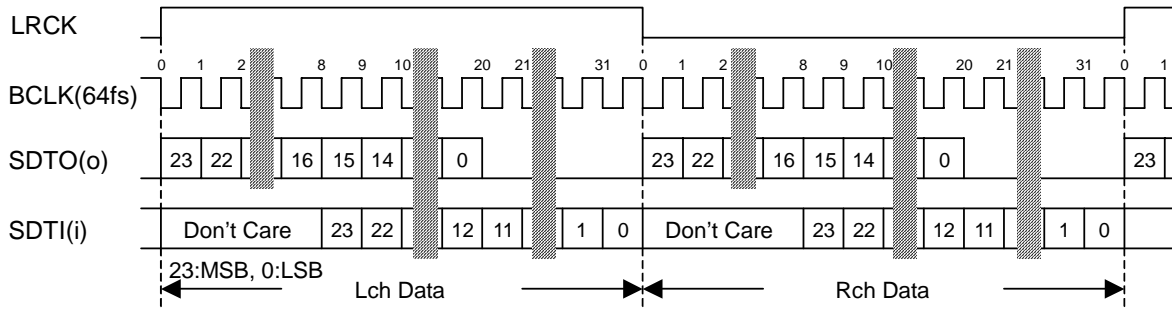 LRCK
0 1 2 8 9 10 20 21 31 0 1 2 8 9 10 20 21 31 0 1
BCLK(64fs)
SDTO(o) 23 22 16 15 14 0 23 22 16 15 14 0 23
SDTI(i) Don't Care 23 22 12 11 1 0 Don't Care 23 22 12 11 1 0
23:MSB, 0:LSB
Lch Data Rch Data